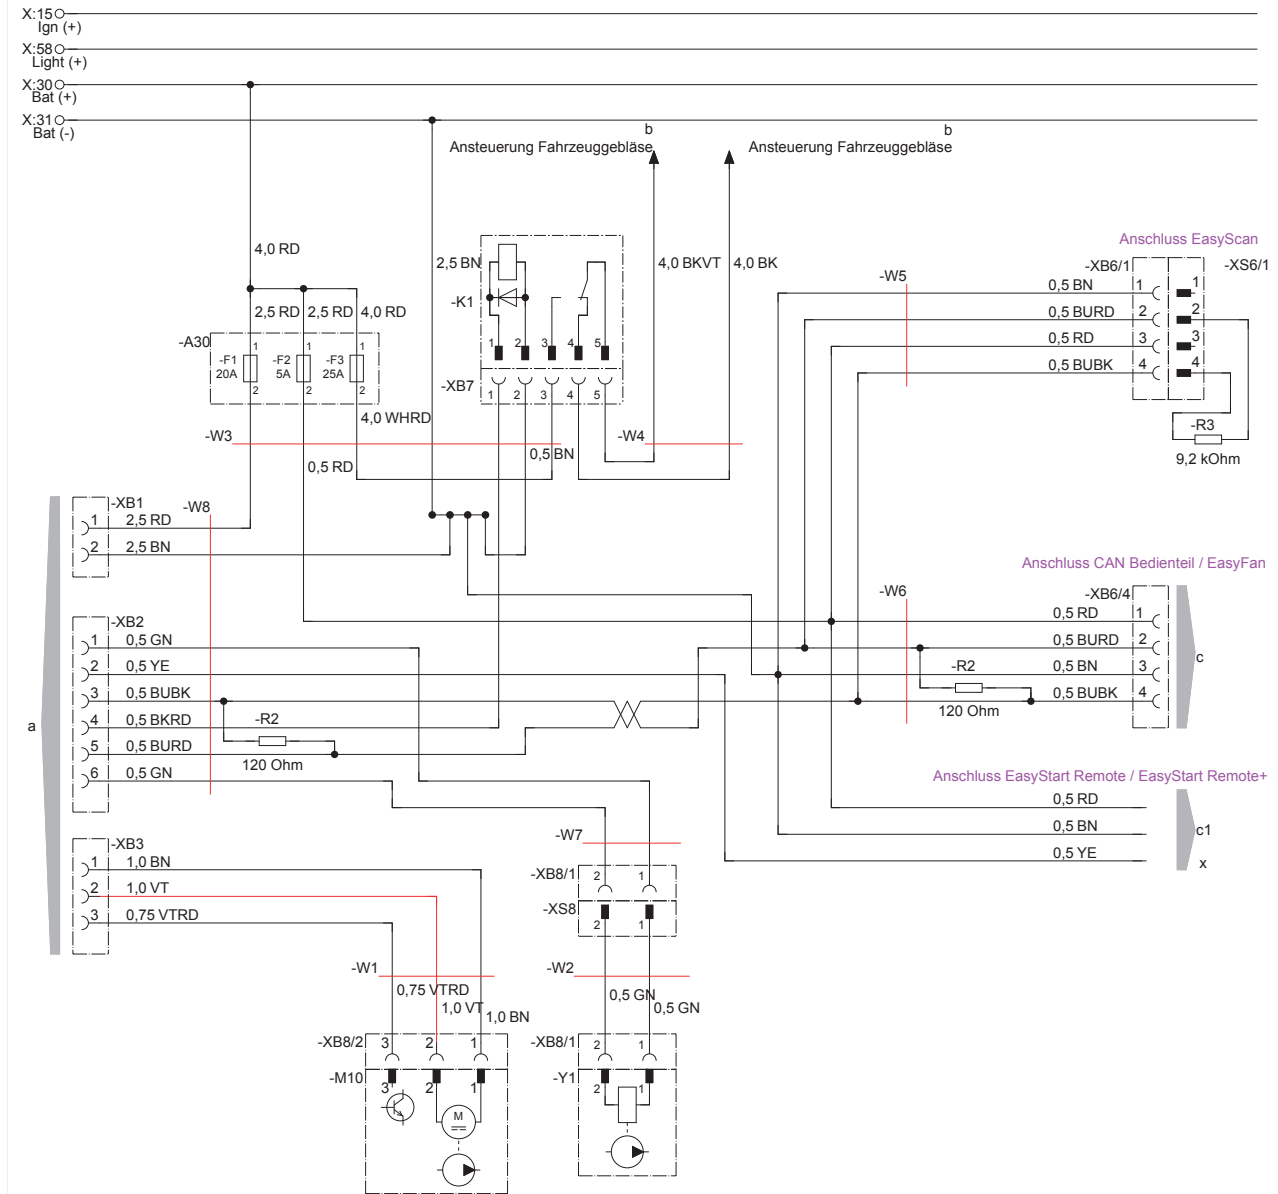 X:15
Ign (+)
X:58
Light (+)
X:30
Bat (+)
X:31
Bat (-)
b
b
Ansteuerung Fahrzeuggebläse
Ansteuerung Fahrzeuggebläse
4,0 RD
2,5 BN
4,0 BKVT
4,0 BK
Anschluss EasyScan
-XB6/1
-XS6/1
-W5
0,5 BN
1
1
0,5 BURD
2
2
0,5 RD
3
3
0,5 BUBK
4
4
-R3
9,2 kOhm
-K1
2,5 RD
2,5 RD
4,0 RD
-A30
1
1
1
-F1
20A
-F2
5A
-F3
25A
2
2
2
1
2
3
4
5
-XB7
1
2
3
4
5
4,0 WHRD
-W3
-W4
0,5 BN
0,5 RD
-XB1
-W8
1
2,5 RD
2
2,5 BN
Anschluss CAN Bedienteil / EasyFan
-XB6/4
-W6
0,5 RD
1
0,5 BURD
2
0,5 BN
3
0,5 BUBK
4
-R2
120 Ohm
c
-XB2
1
0,5 GN
2
0,5 YE
3
0,5 BUBK
4
0,5 BKRD
5
0,5 BURD
6
0,5 GN
-R2
120 Ohm
a
Anschluss EasyStart Remote / EasyStart Remote+
0,5 RD
0,5 BN
0,5 YE
c1
x
-XB3
1
1,0 BN
2
1,0 VT
3
0,75 VTRD
-W7
-XB8/1
2
1
-XS8
2
1
-W1
-W2
0,75 VTRD
1,0 VT
1,0 BN
0,5 GN
0,5 GN
-XB8/2
3
2
1
-M10
3
2
1
M
-XB8/1
2
1
-Y1
2
1